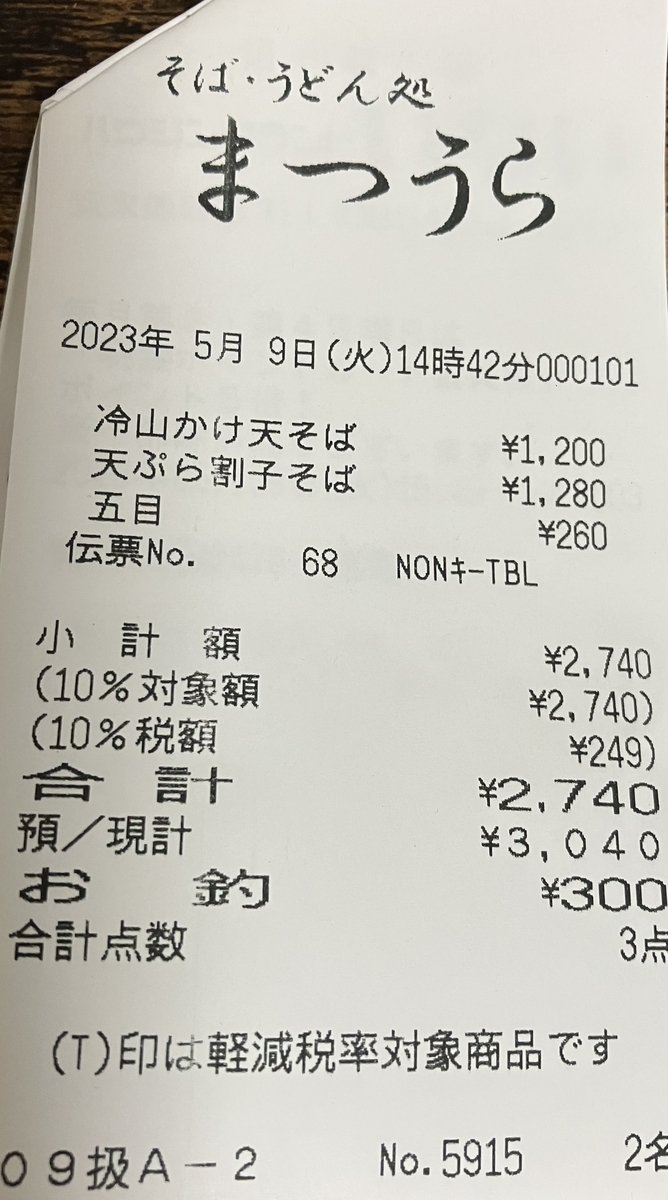 そば・うどん処
まつうら
2023年 5月 9日(火)14時42分000101
冷山かけ天そば ¥1,200
天ぷら割子そば ¥1,280
五目 ¥260
伝票No. 68 NONキーTBL
小 計 額 ¥2,740
(10%対象額 ¥2,740)
(10%税額 ¥249)
合 計 ¥2,740
預/現計 ¥3,040
お 釣 ¥300
合計点数 3点
(T)印は軽減税率対象商品です
09扱A-2 No.5915 2名